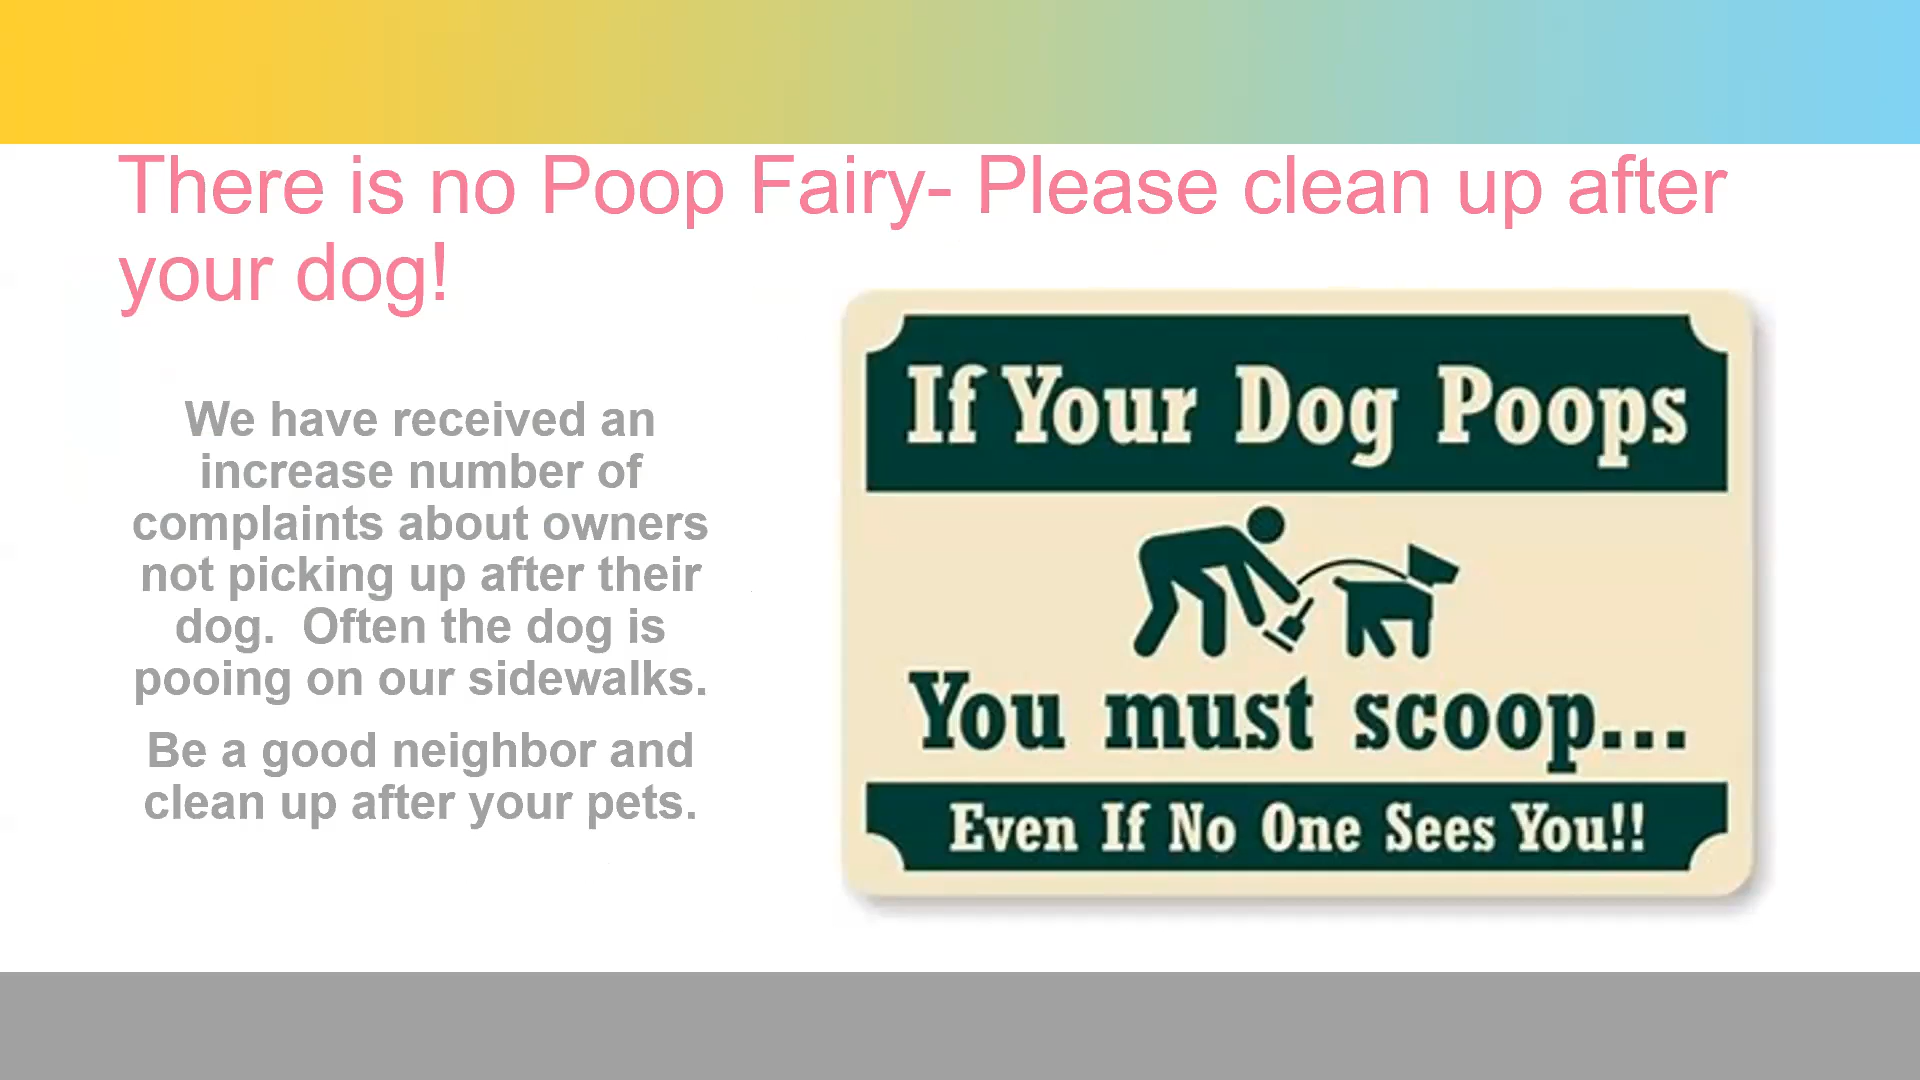 There is no Poop Fairy- Please clean up after
your dog!
We have received an
increase number of
complaints about owners
not picking up after their
dog.  Often the dog is
pooing on our sidewalks.
Be a good neighbor and
clean up after your pets.
If Your Dog Poops
You must scoop...
Even If No One Sees You!!